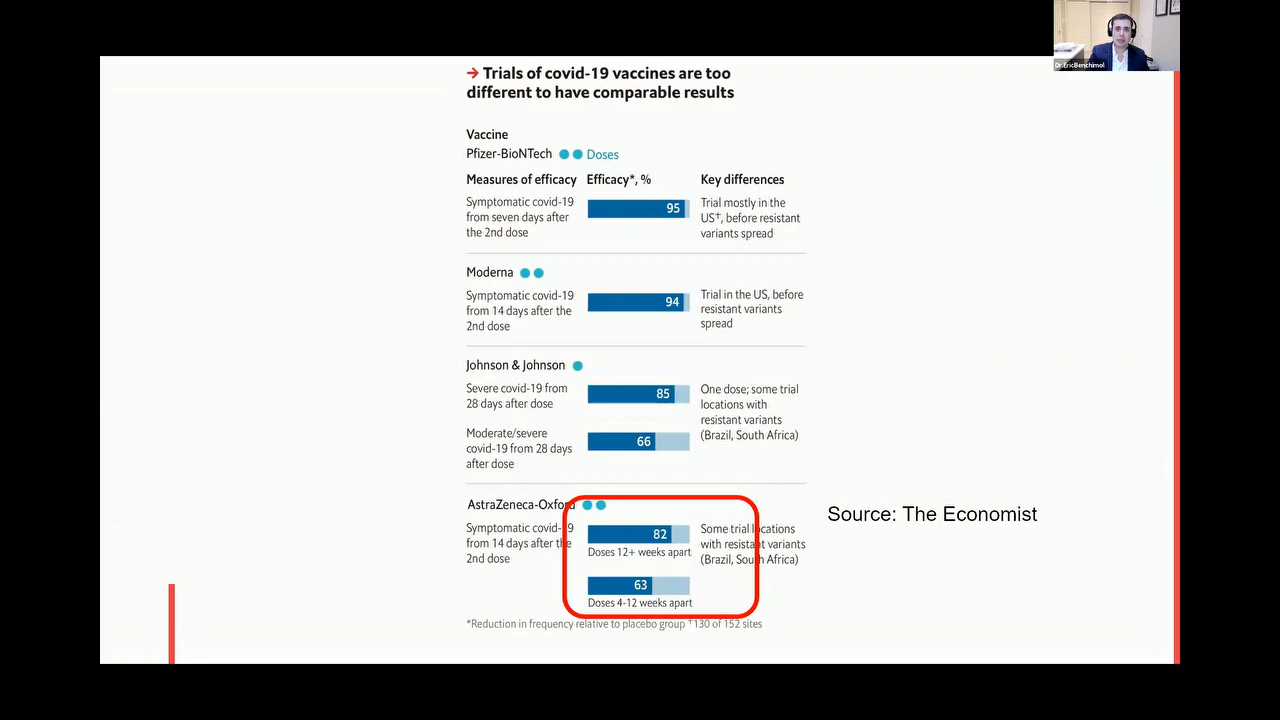 Dr. Eric Benchimol
→ Trials of covid-19 vaccines are too
different to have comparable results
Vaccine
Pfizer-BioNTech Doses
Measures of efficacy Efficacy*, % Key differences
Symptomatic covid-19
from seven days after
the 2nd dose
95
Trial mostly in the
US†, before resistant
variants spread
Moderna
Symptomatic covid-19
from 14 days after the
2nd dose
94
Trial in the US, before
resistant variants
spread
Johnson & Johnson
Severe covid-19 from
28 days after dose
85
One dose; some trial
locations with
resistant variants
(Brazil, South Africa)
Moderate/severe
covid-19 from 28 days
after dose
66
AstraZeneca-Oxford
Symptomatic covid-19
from 14 days after the
2nd dose
82
Doses 12+ weeks apart
63
Doses 4-12 weeks apart
Some trial locations
with resistant variants
(Brazil, South Africa)
Source: The Economist
*Reduction in frequency relative to placebo group †130 of 152 sites